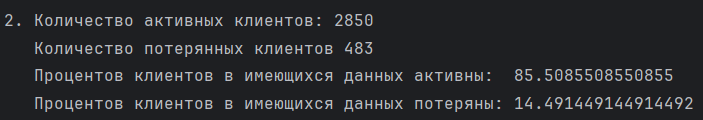 2. Количество активных клиентов: 2850
Количество потерянных клиентов 483
Процентов клиентов в имеющихся данных активны:  85.5085508550855
Процентов клиентов в имеющихся данных потеряны: 14.491449144914492